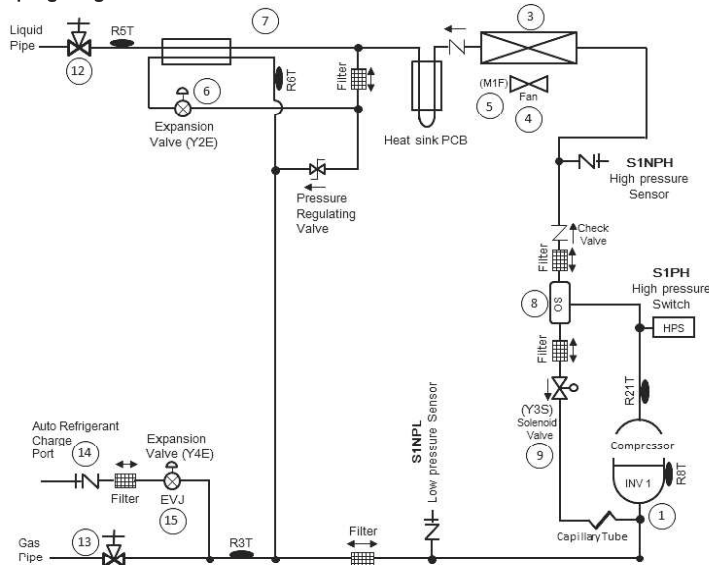 Liquid
Pipe
12
R5T
7
R6T
6
Expansion
Valve (Y2E)
Filter
Heat sink PCB
3
(M1F)
Fan
5
4
S1NPH
High pressure
Sensor
Pressure
Regulating
Valve
Check
Valve
Filter
S1PH
High pressure
Switch
HPS
8
OS
Filter
R21T
(Y3S)
Solenoid
Valve
9
Compressor
INV 1
R8T
1
Capillary Tube
S1NPL
Low pressure Sensor
Auto Refrigerant
Charge
Port
14
Expansion
Valve (Y4E)
Filter
EVJ
15
Gas
Pipe
13
R3T
Filter